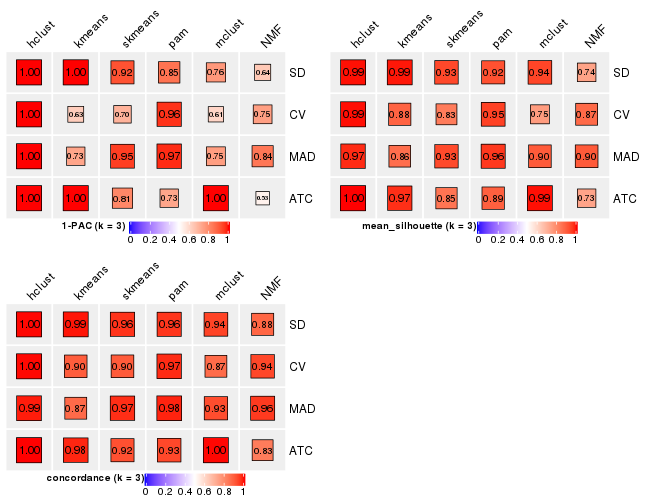 hclust kmeans skmeans pam mclust NMF
1.00 1.00 0.92 0.85 0.76 0.64 SD
1.00 0.63 0.70 0.96 0.61 0.75 CV
1.00 0.73 0.95 0.97 0.75 0.84 MAD
1.00 1.00 0.81 0.73 1.00 0.53 ATC
1-PAC (k = 3)
0 0.2 0.4 0.6 0.8 1
hclust kmeans skmeans pam mclust NMF
0.99 0.99 0.93 0.92 0.94 0.74 SD
0.99 0.88 0.83 0.95 0.75 0.87 CV
0.97 0.86 0.93 0.96 0.90 0.90 MAD
1.00 0.97 0.85 0.89 0.99 0.73 ATC
mean_silhouette (k = 3)
0 0.2 0.4 0.6 0.8 1
hclust kmeans skmeans pam mclust NMF
1.00 0.99 0.96 0.96 0.94 0.88 SD
1.00 0.90 0.90 0.97 0.87 0.94 CV
0.99 0.87 0.97 0.98 0.93 0.96 MAD
1.00 0.98 0.92 0.93 1.00 0.83 ATC
concordance (k = 3)
0 0.2 0.4 0.6 0.8 1